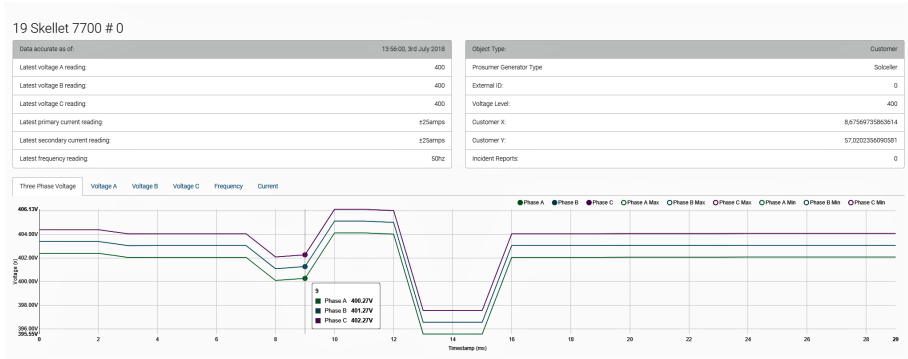 19 Skellet 7700 # 0
Data accurate as of: 13:56:00, 3rd July 2018
Latest voltage A reading: 400
Latest voltage B reading: 400
Latest voltage C reading: 400
Latest primary current reading: ±25amps
Latest secondary current reading: ±25amps
Latest frequency reading: 50hz
Object Type: Customer
Prosumer Generator Type Solceller
External ID: 0
Voltage Level: 400
Customer X: 8,67569735863614
Customer Y: 57,0202356090581
Incident Reports: 0
Three Phase Voltage Voltage A Voltage B Voltage C Frequency Current
Phase A Phase B Phase C Phase A Max Phase B Max Phase C Max Phase A Min Phase B Min Phase C Min
406.13V
404.00V
402.00V
400.00V
398.00V
396.00V
395.55V
Voltage (v)
9
Phase A 400.27V
Phase B 401.27V
Phase C 402.27V
0 2 4 6 8 10 12 14 16 18 20 22 24 26 28 29
Timestamp (mo)